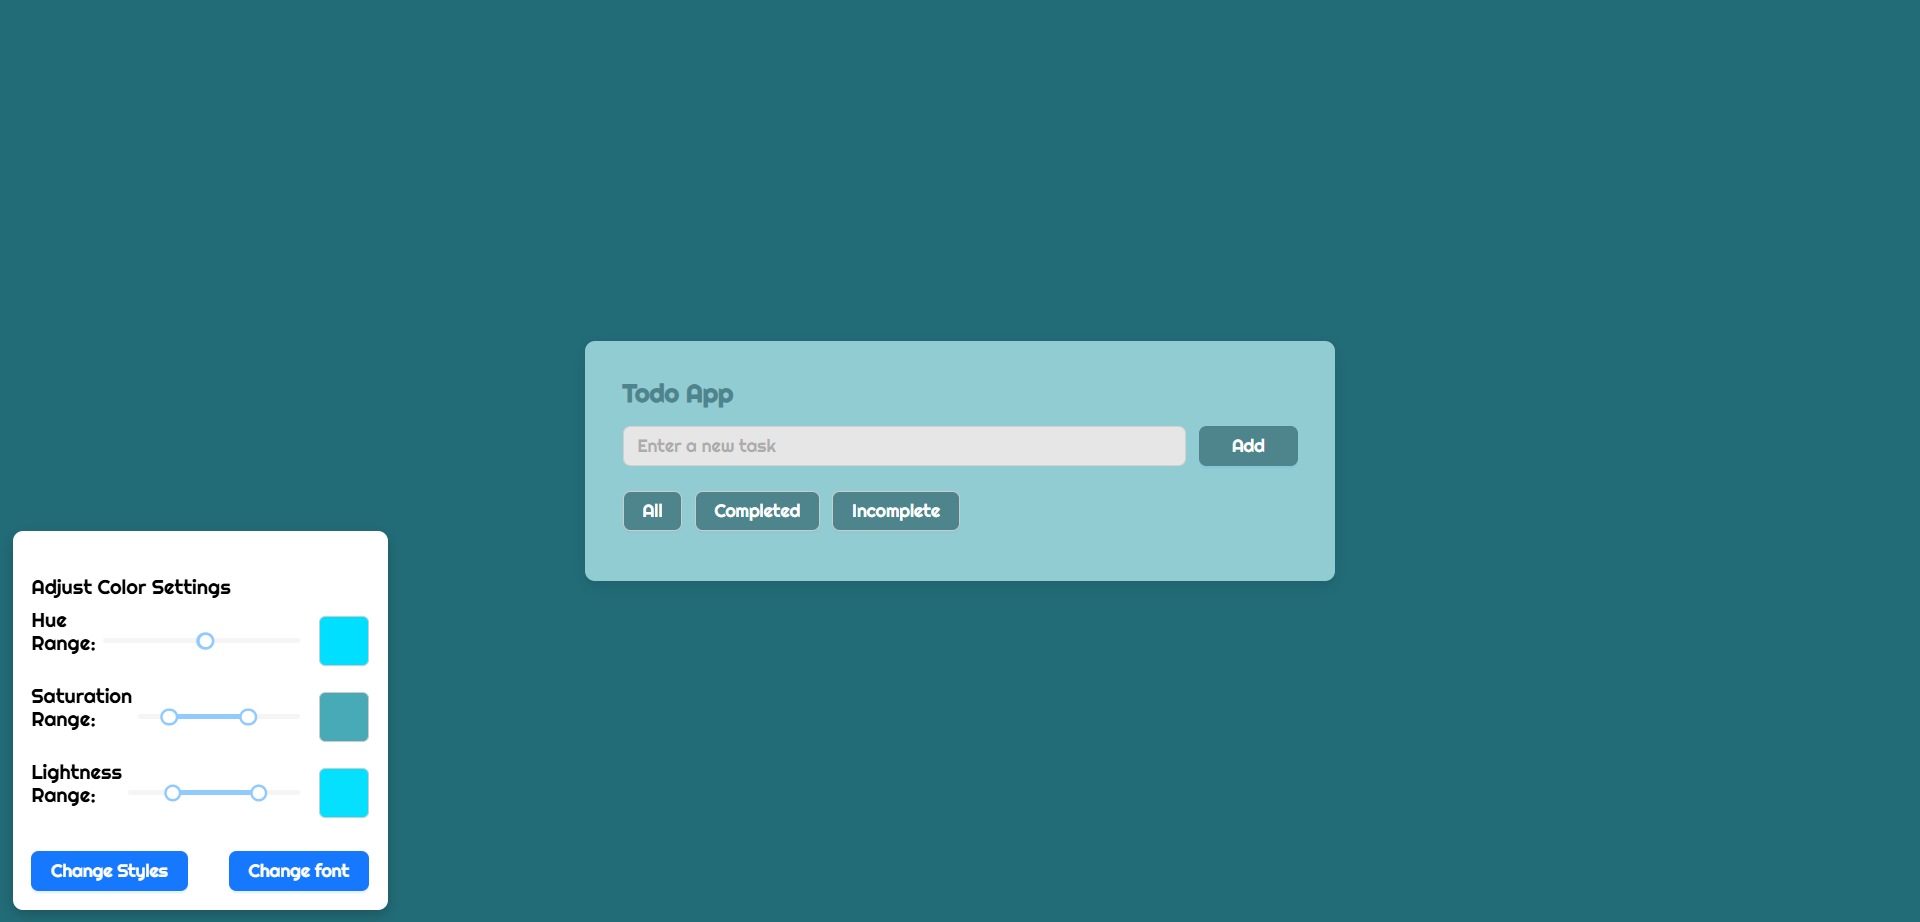 Todo App
Enter a new task
Add
All
Completed
Incomplete
Adjust Color Settings
Hue
Range:
Saturation
Range:
Lightness
Range:
Change Styles
Change font